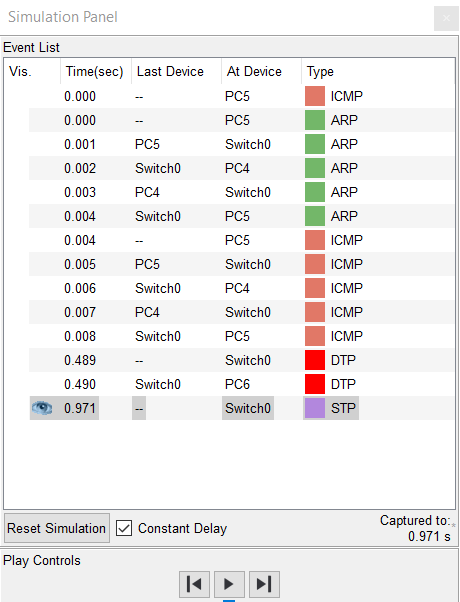 Simulation Panel
Event List
Vis. Time(sec) Last Device At Device Type
0.000 -- PC5 ICMP
0.000 -- PC5 ARP
0.001 PC5 Switch0 ARP
0.002 Switch0 PC4 ARP
0.003 PC4 Switch0 ARP
0.004 Switch0 PC5 ARP
0.004 -- PC5 ICMP
0.005 PC5 Switch0 ICMP
0.006 Switch0 PC4 ICMP
0.007 PC4 Switch0 ICMP
0.008 Switch0 PC5 ICMP
0.489 -- Switch0 DTP
0.490 Switch0 PC6 DTP
0.971 -- Switch0 STP
Reset Simulation Constant Delay Captured to:*
0.971 s
Play Controls